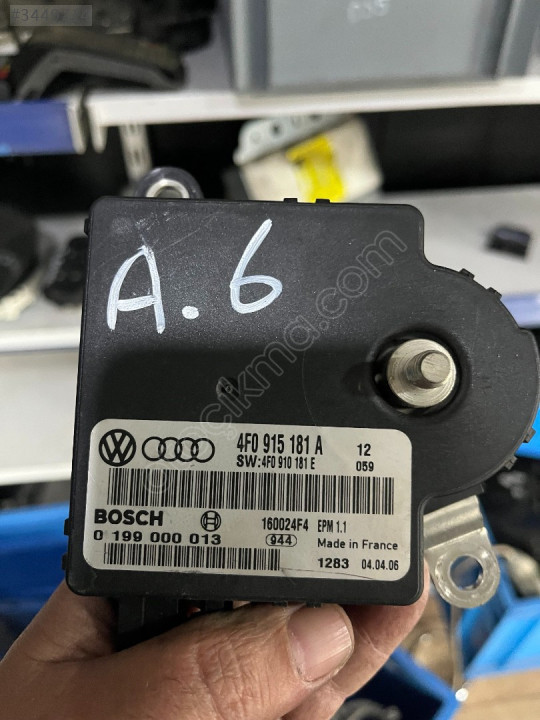 A.6
4F0 915 181 A 12
SW:4F0 910 181 E 059
BOSCH 160024F4 EPM 1.1
0 199 000 013 944 Made in France
1283 04.04.06